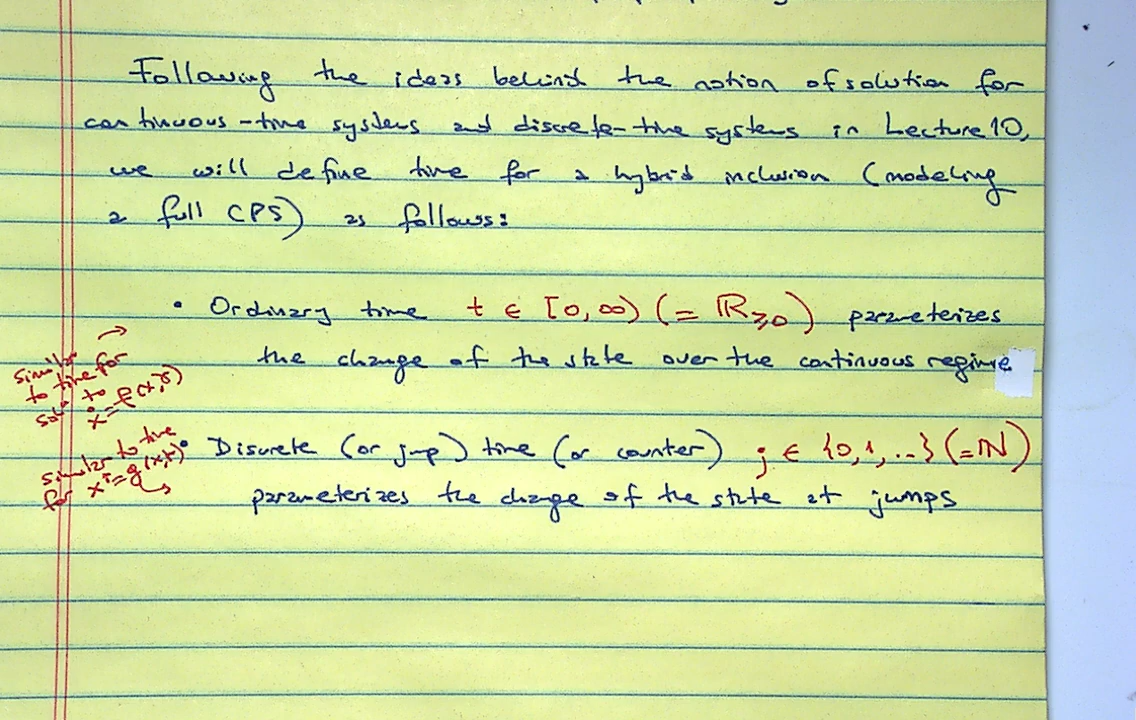 Following the ideas behind the notion of solution for
continuous-time systems and discrete-time systems in Lecture 10,
we will define time for a hybrid inclusion (modeling
a full CPS) as follows:
• Ordinary time t ∈ [0, ∞) (= ℝ≥0) parameterizes
the change of the state over the continuous regime
similar
to time for
sol to
• Discrete (or jump) time (or counter) j ∈ {0, 1, ...} (= ℕ)
parameterizes the change of the state at jumps
similar to time
for